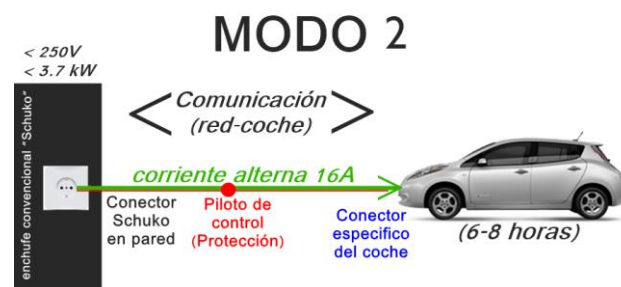 MODO 2
< 250V
< 3.7 kW
enchufe convencional "Schuko"
Comunicación
(red-coche)
corriente alterna 16A
Conector
Schuko
en pared
Piloto de
control
(Protección)
Conector
especifico
del coche
(6-8 horas)